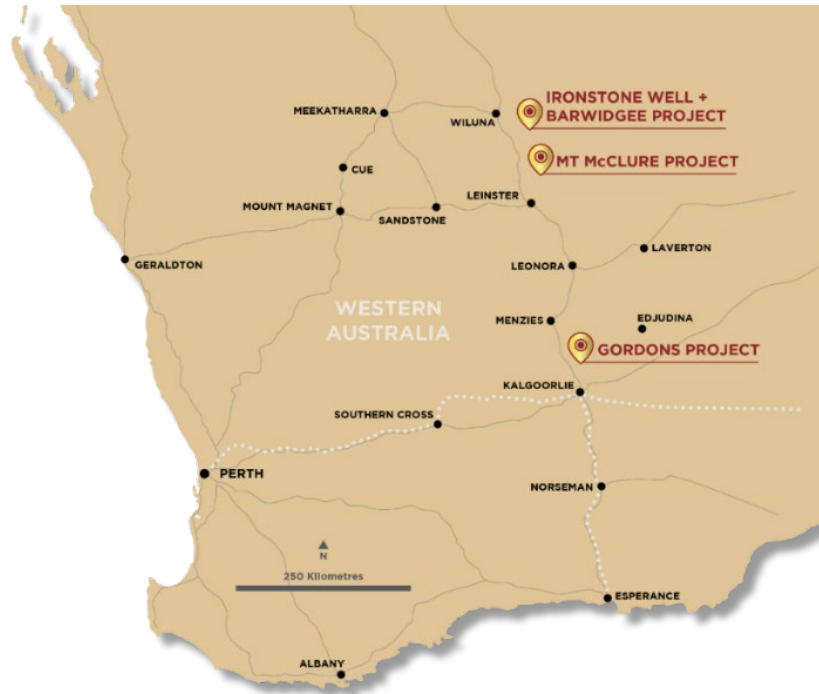 IRONSTONE WELL +
BARWIDGEE PROJECT
MEEKATHARRA
WILUNA
MT McCLURE PROJECT
CUE
LEINSTER
MOUNT MAGNET
SANDSTONE
LAVERTON
GERALDTON
LEONORA
WESTERN
AUSTRALIA
MENZIES
EDJUDINA
GORDONS PROJECT
KALGOORLIE
SOUTHERN CROSS
PERTH
NORSEMAN
N
250 Kilometres
ESPERANCE
ALBANY